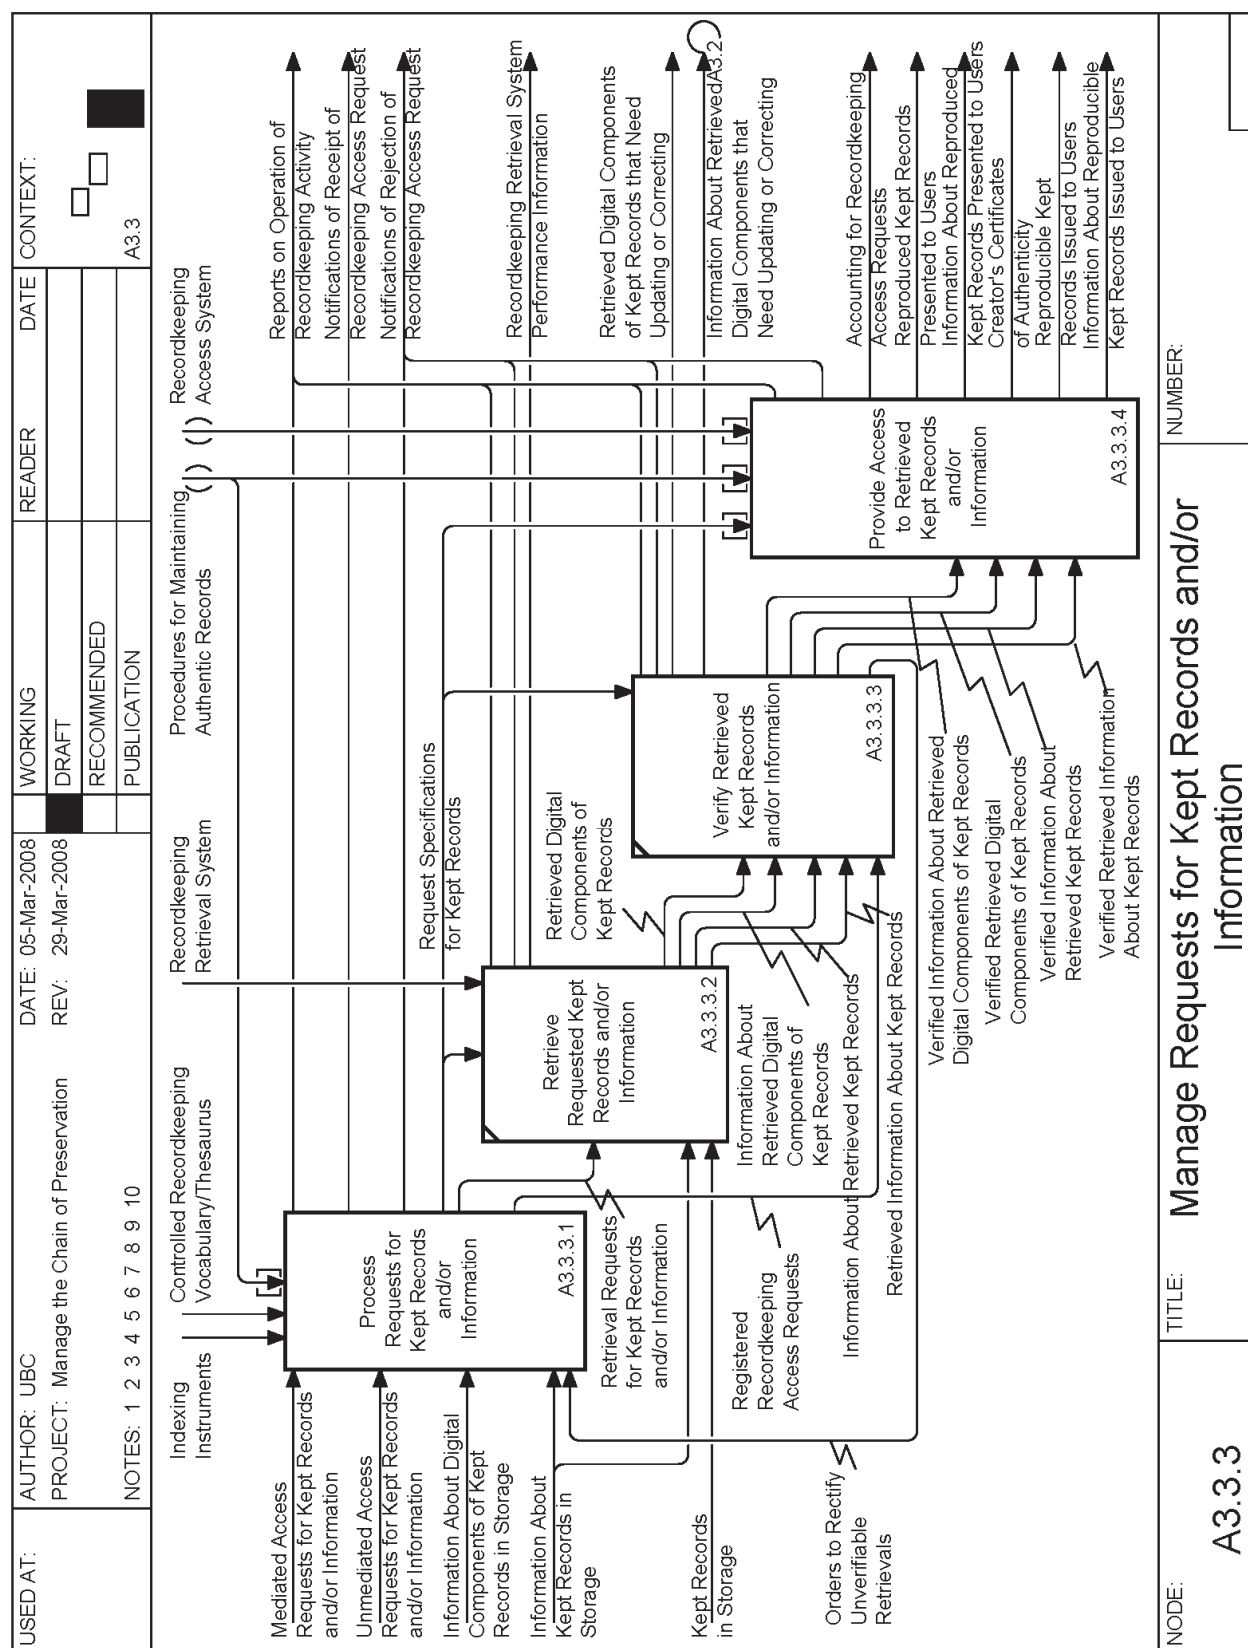 USED AT:
AUTHOR: UBC
PROJECT: Manage the Chain of Preservation
NOTES: 1 2 3 4 5 6 7 8 9 10
DATE: 05-Mar-2008
REV: 29-Mar-2008
WORKING
DRAFT
RECOMMENDED
PUBLICATION
READER
DATE
CONTEXT:
A3.3
Indexing
Instruments
Controlled Recordkeeping
Vocabulary/Thesaurus
Recordkeeping
Retrieval System
Procedures for Maintaining
Authentic Records
Recordkeeping
Access System
Mediated Access
Requests for Kept Records
and/or Information
Unmediated Access
Requests for Kept Records
and/or Information
Information About Digital
Components of Kept
Records in Storage
Information About
Kept Records in
Storage
Kept Records
in Storage
Orders to Rectify
Unverifiable
Retrievals
Process
Requests for
Kept Records
and/or
Information
A3.3.3.1
Retrieval Requests
for Kept Records
and/or Information
Registered
Recordkeeping
Access Requests
Request Specifications
for Kept Records
Retrieve
Requested Kept
Records and/or
Information
A3.3.3.2
Retrieved Digital
Components of
Kept Records
Information About
Retrieved Digital
Components of
Kept Records
Information About Retrieved Kept Records
Retrieved Information About Kept Records
Verify Retrieved
Kept Records
and/or Information
A3.3.3.3
Verified Information About Retrieved
Digital Components of Kept Records
Verified Retrieved Digital
Components of Kept Records
Verified Information About
Retrieved Kept Records
Verified Retrieved Information
About Kept Records
Provide Access
to Retrieved
Kept Records
and/or
Information
A3.3.3.4
Reports on Operation of
Recordkeeping Activity
Notifications of Receipt of
Recordkeeping Access Request
Notifications of Rejection of
Recordkeeping Access Request
Recordkeeping Retrieval System
Performance Information
Retrieved Digital Components
of Kept Records that Need
Updating or Correcting
Information About Retrieved
Digital Components that
Need Updating or Correcting
A3.2
Accounting for Recordkeeping
Access Requests
Reproduced Kept Records
Presented to Users
Information About Reproduced
Kept Records Presented to Users
Creator's Certificates
of Authenticity
Reproducible Kept
Records Issued to Users
Information About Reproducible
Kept Records Issued to Users
NODE:
A3.3.3
TITLE:
Manage Requests for Kept Records and/or
Information
NUMBER: